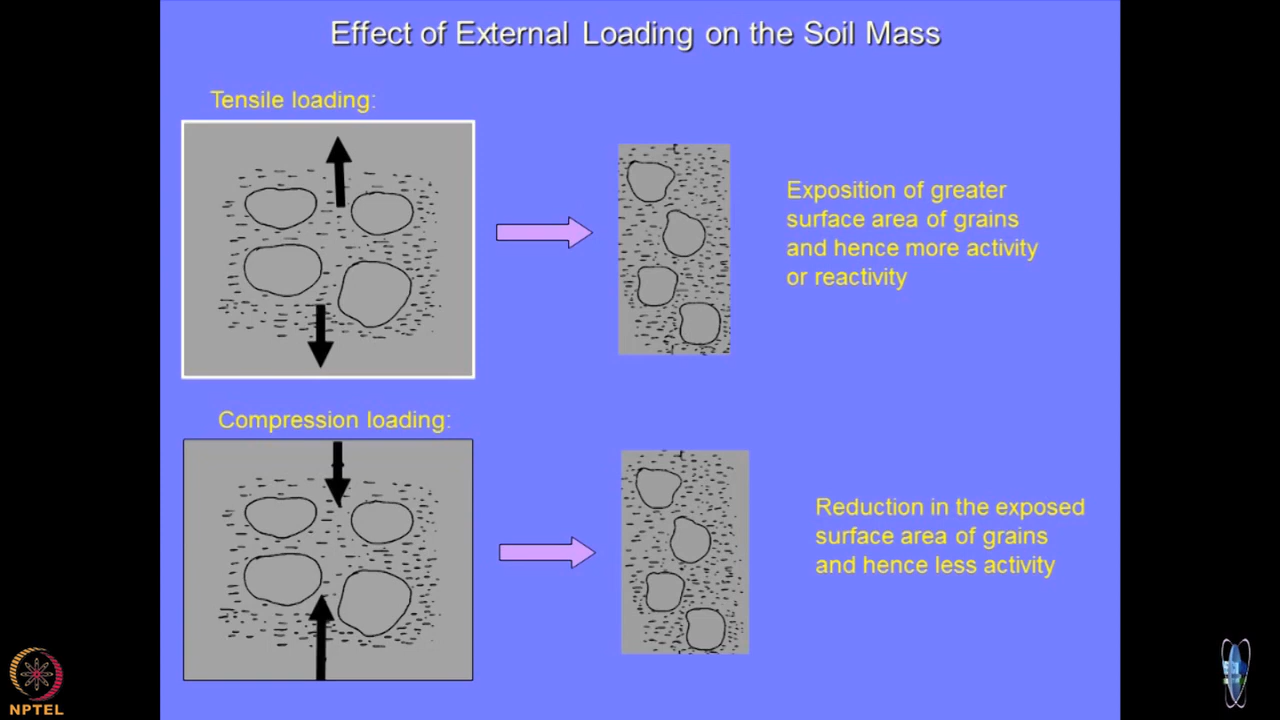 Effect of External Loading on the Soil Mass
Tensile loading:
Exposition of greater
surface area of grains
and hence more activity
or reactivity
Compression loading:
Reduction in the exposed
surface area of grains
and hence less activity
NPTEL